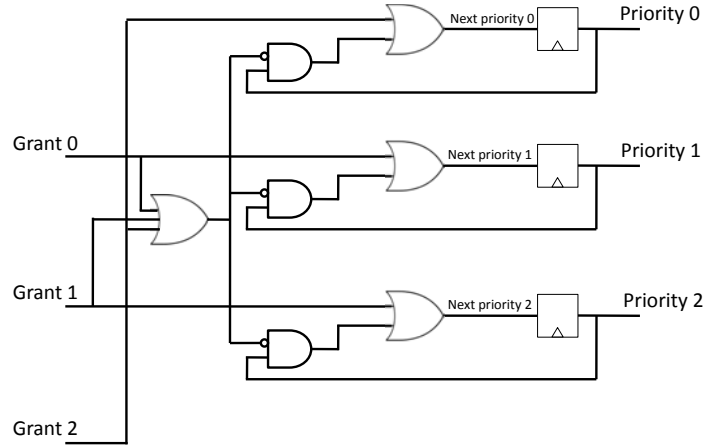 Next priority 0
Priority 0
Grant 0
Next priority 1
Priority 1
Grant 1
Next priority 2
Priority 2
Grant 2